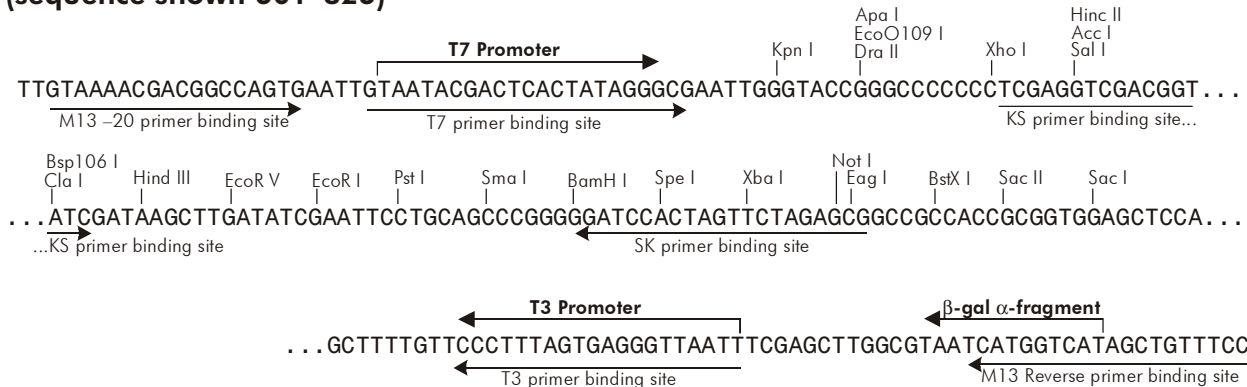 (sequence shown 601–826)
Apa I
EcoO109 I
Dra II
Hinc II
Acc I
Sal I
T7 Promoter
Kpn I
Xho I
TTGTAAAACGACGGCCAGTGAATTGTAATACGACTCACTATAGGGCGAATTGGGTACCGGGCCCCCCCTCGAGGTCGACGGT...
M13 –20 primer binding site
T7 primer binding site
KS primer binding site...
Bsp106 I
Cla I
Hind III
EcoR V
EcoR I
Pst I
Sma I
BamH I
Spe I
Xba I
Not I
Eag I
BstX I
Sac II
Sac I
...ATCGATAAGCTTGATATCGAATTCCTGCAGCCCGGGGGATCCACTAGTTCTAGAGCGGCCGCCACCGCGGTGGAGCTCCA...
...KS primer binding site
SK primer binding site
T3 Promoter
β-gal α-fragment
...GCTTTTGTTCCCTTTAGTGAGGGTTAATTTCGAGCTTGGCGTAATCATGGTCATAGCTGTTTCC
T3 primer binding site
M13 Reverse primer binding site